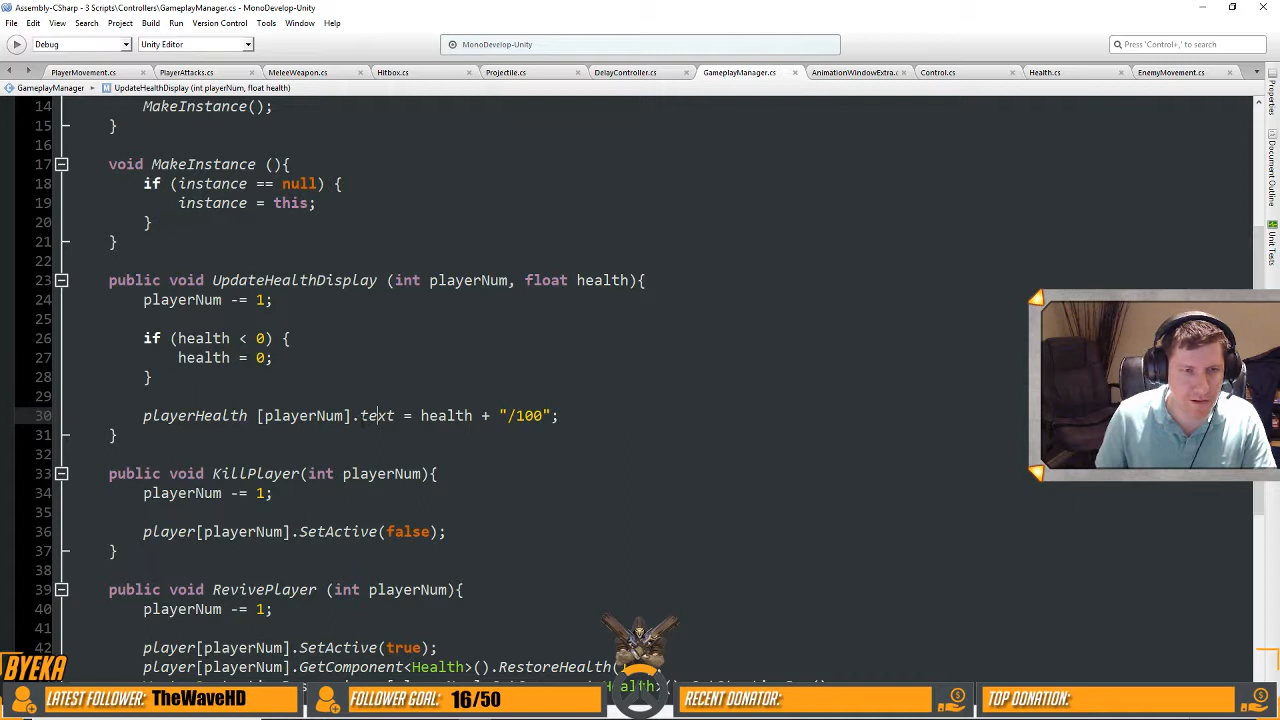 Assembly-CSharp - 3 Scripts\Controllers\GameplayManager.cs - MonoDevelop-Unity
File Edit View Search Project Build Run Version Control Tools Window Help
Debug Unity Editor MonoDevelop-Unity Press 'Control+,' to search
PlayerMovement.cs PlayerAttacks.cs MeleeWeapon.cs Hitbox.cs Projectile.cs DelayController.cs GameplayManager.cs AnimationWindowExtra.cs Control.cs Health.cs EnemyMovement.cs
GameplayManager UpdateHealthDisplay (int playerNum, float health)
Properties
Document Outline
Unit Tests
14 MakeInstance();
15 }
16
17 void MakeInstance (){
18 if (instance == null) {
19 instance = this;
20 }
21 }
22
23 public void UpdateHealthDisplay (int playerNum, float health){
24 playerNum -= 1;
25
26 if (health < 0) {
27 health = 0;
28 }
29
30 playerHealth [playerNum].text = health + "/100";
31 }
32
33 public void KillPlayer(int playerNum){
34 playerNum -= 1;
35
36 player[playerNum].SetActive(false);
37 }
38
39 public void RevivePlayer (int playerNum){
40 playerNum -= 1;
41
42 player[playerNum].SetActive(true);
player[playerNum].GetComponent<Health>().RestoreHealth(
BYEKA
LATEST FOLLOWER: TheWaveHD FOLLOWER GOAL: 16/50 RECENT DONATOR: TOP DONATION: